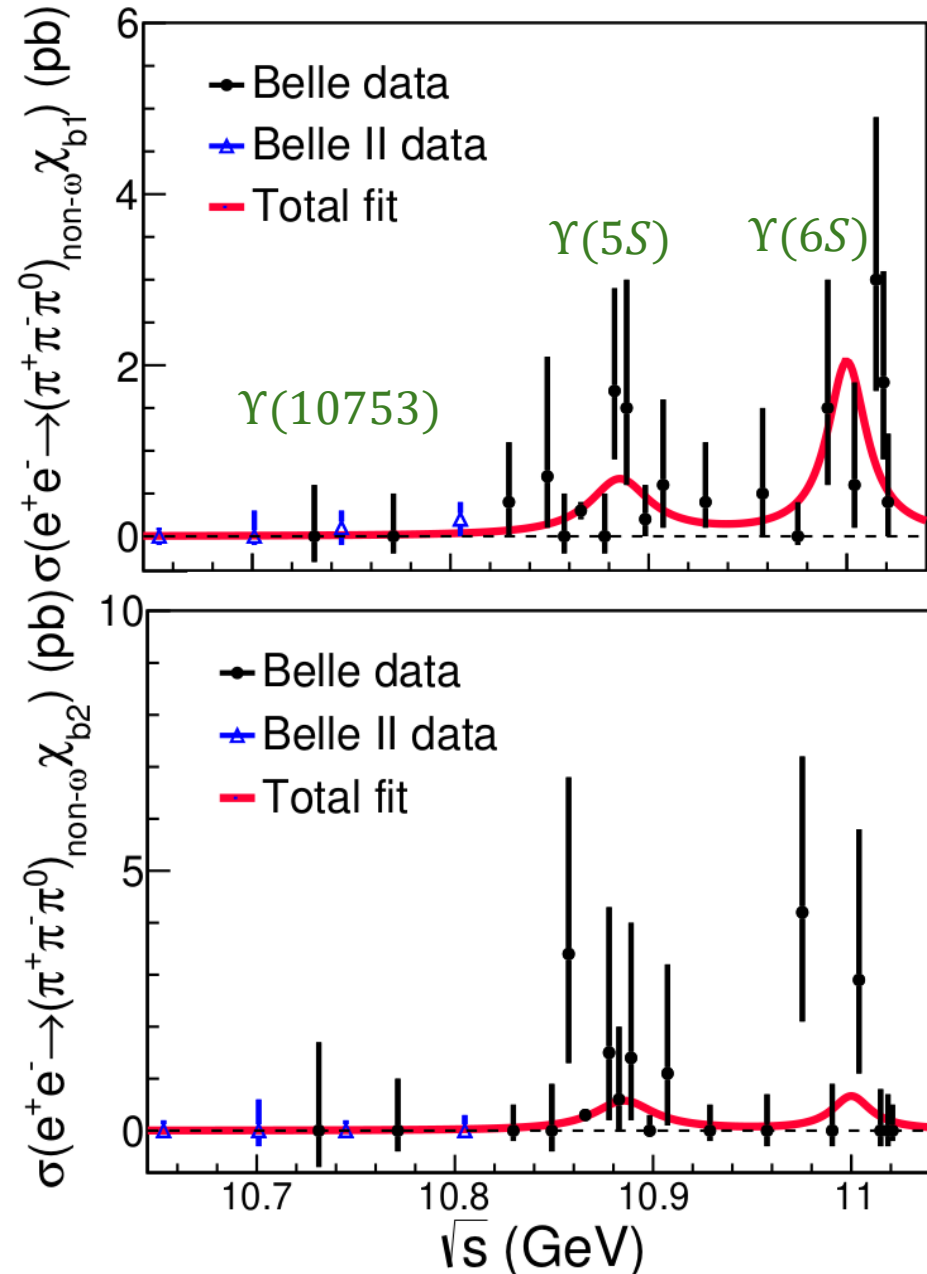 σ(e⁺e⁻→(π⁺π⁻π⁰)non-ωχb1) (pb)
6
4
2
0
Belle data
Belle II data
Total fit
ϒ(10753)
ϒ(5S)
ϒ(6S)
σ(e⁺e⁻→(π⁺π⁻π⁰)non-ωχb2) (pb)
10
5
0
Belle data
Belle II data
Total fit
10.7 10.8 10.9 11
√s (GeV)